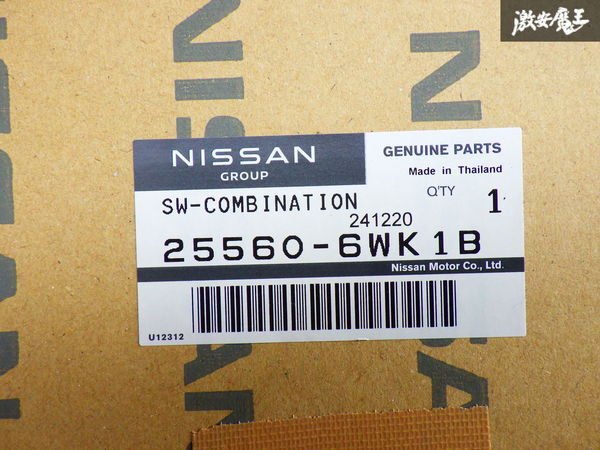 激安魔王
NISSAN
GROUP
GENUINE PARTS
Made in Thailand
SW-COMBINATION
Q'TY
1
241220
25560-6WK1B
Nissan Motor Co., Ltd.
U12312